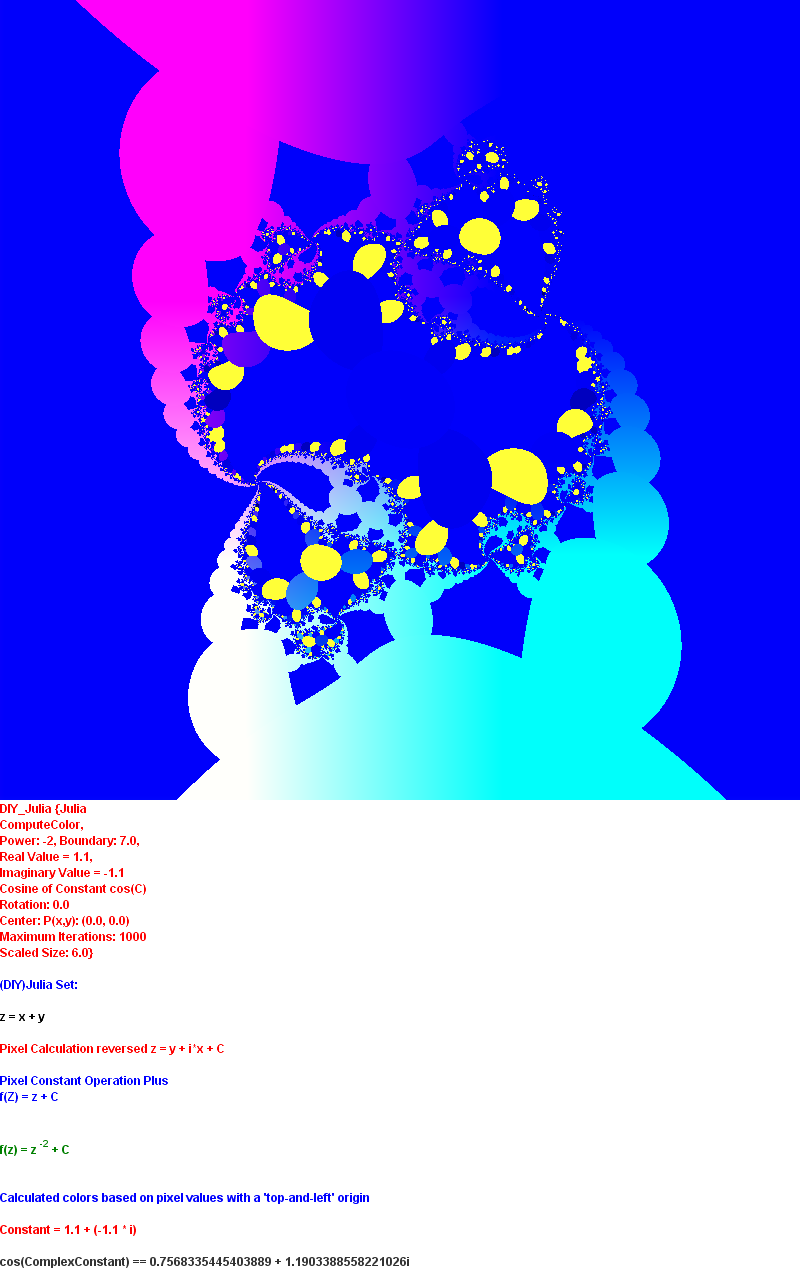 DIY_Julia {Julia
ComputeColor,
Power: -2, Boundary: 7.0,
Real Value = 1.1,
Imaginary Value = -1.1
Cosine of Constant cos(C)
Rotation: 0.0
Center: P(x,y): (0.0, 0.0)
Maximum Iterations: 1000
Scaled Size: 6.0}
(DIY)Julia Set:
z = x + y
Pixel Calculation reversed z = y + i*x + C
Pixel Constant Operation Plus
f(Z) = z + C
f(z) = z -2 + C
Calculated colors based on pixel values with a 'top-and-left' origin
Constant = 1.1 + (-1.1 * i)
cos(ComplexConstant) == 0.7568335445403889 + 1.1903388558221026i